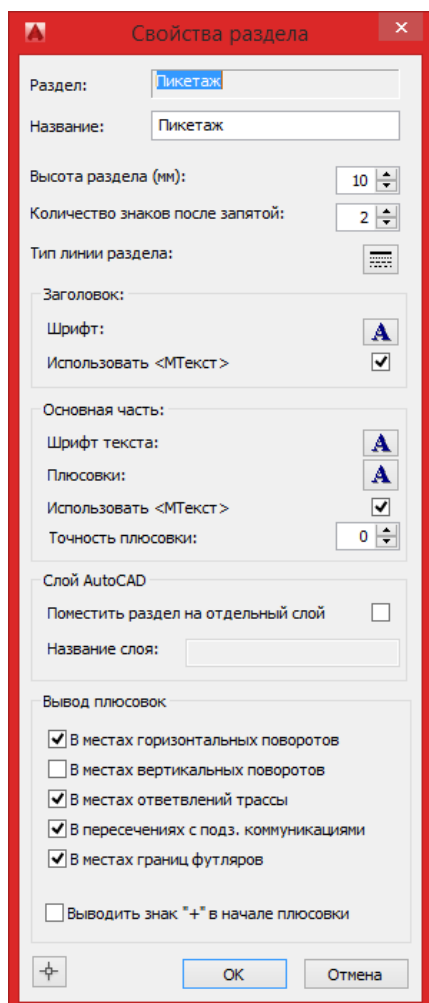 Свойства раздела
Раздел: Пикетаж
Название: Пикетаж
Высота раздела (мм): 10
Количество знаков после запятой: 2
Тип линии раздела:
Заголовок:
Шрифт: A
Использовать <МТекст>
Основная часть:
Шрифт текста: A
Плюсовки: A
Использовать <МТекст>
Точность плюсовки: 0
Слой AutoCAD
Поместить раздел на отдельный слой
Название слоя:
Вывод плюсовок
В местах горизонтальных поворотов
В местах вертикальных поворотов
В местах ответвлений трассы
В пересечениях с подз. коммуникациями
В местах границ футляров
Выводить знак "+" в начале плюсовки
OK Отмена